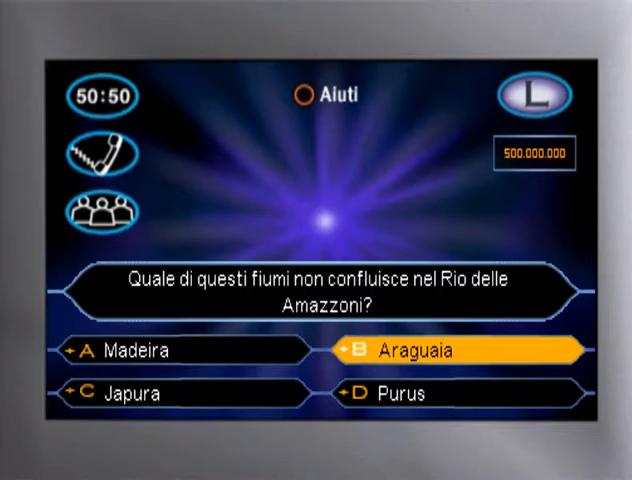 50:50
Aiuti
L
500.000.000
Quale di questi fiumi non confluisce nel Rio delle
Amazzoni?
A Madeira
B Araguaia
C Japura
D Purus